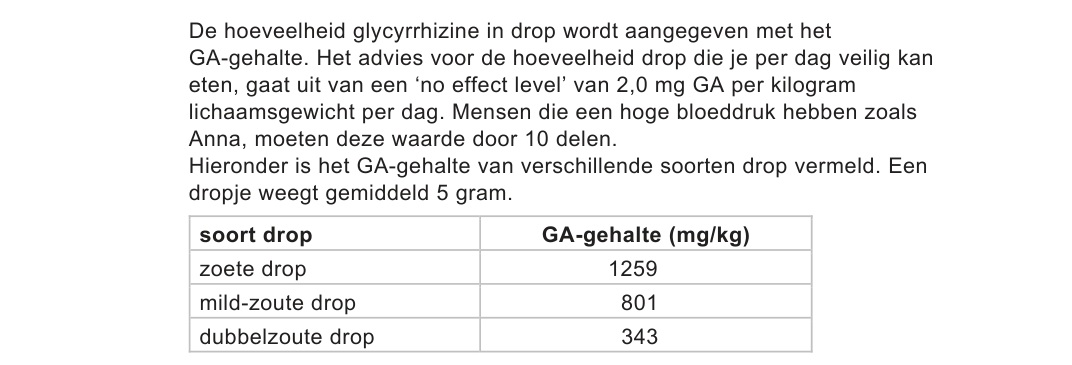 De hoeveelheid glycyrrhizine in drop wordt aangegeven met het
GA-gehalte. Het advies voor de hoeveelheid drop die je per dag veilig kan
eten, gaat uit van een ‘no effect level’ van 2,0 mg GA per kilogram
lichaamsgewicht per dag. Mensen die een hoge bloeddruk hebben zoals
Anna, moeten deze waarde door 10 delen.
Hieronder is het GA-gehalte van verschillende soorten drop vermeld. Een
dropje weegt gemiddeld 5 gram.
soort drop GA-gehalte (mg/kg)
zoete drop 1259
mild-zoute drop 801
dubbelzoute drop 343